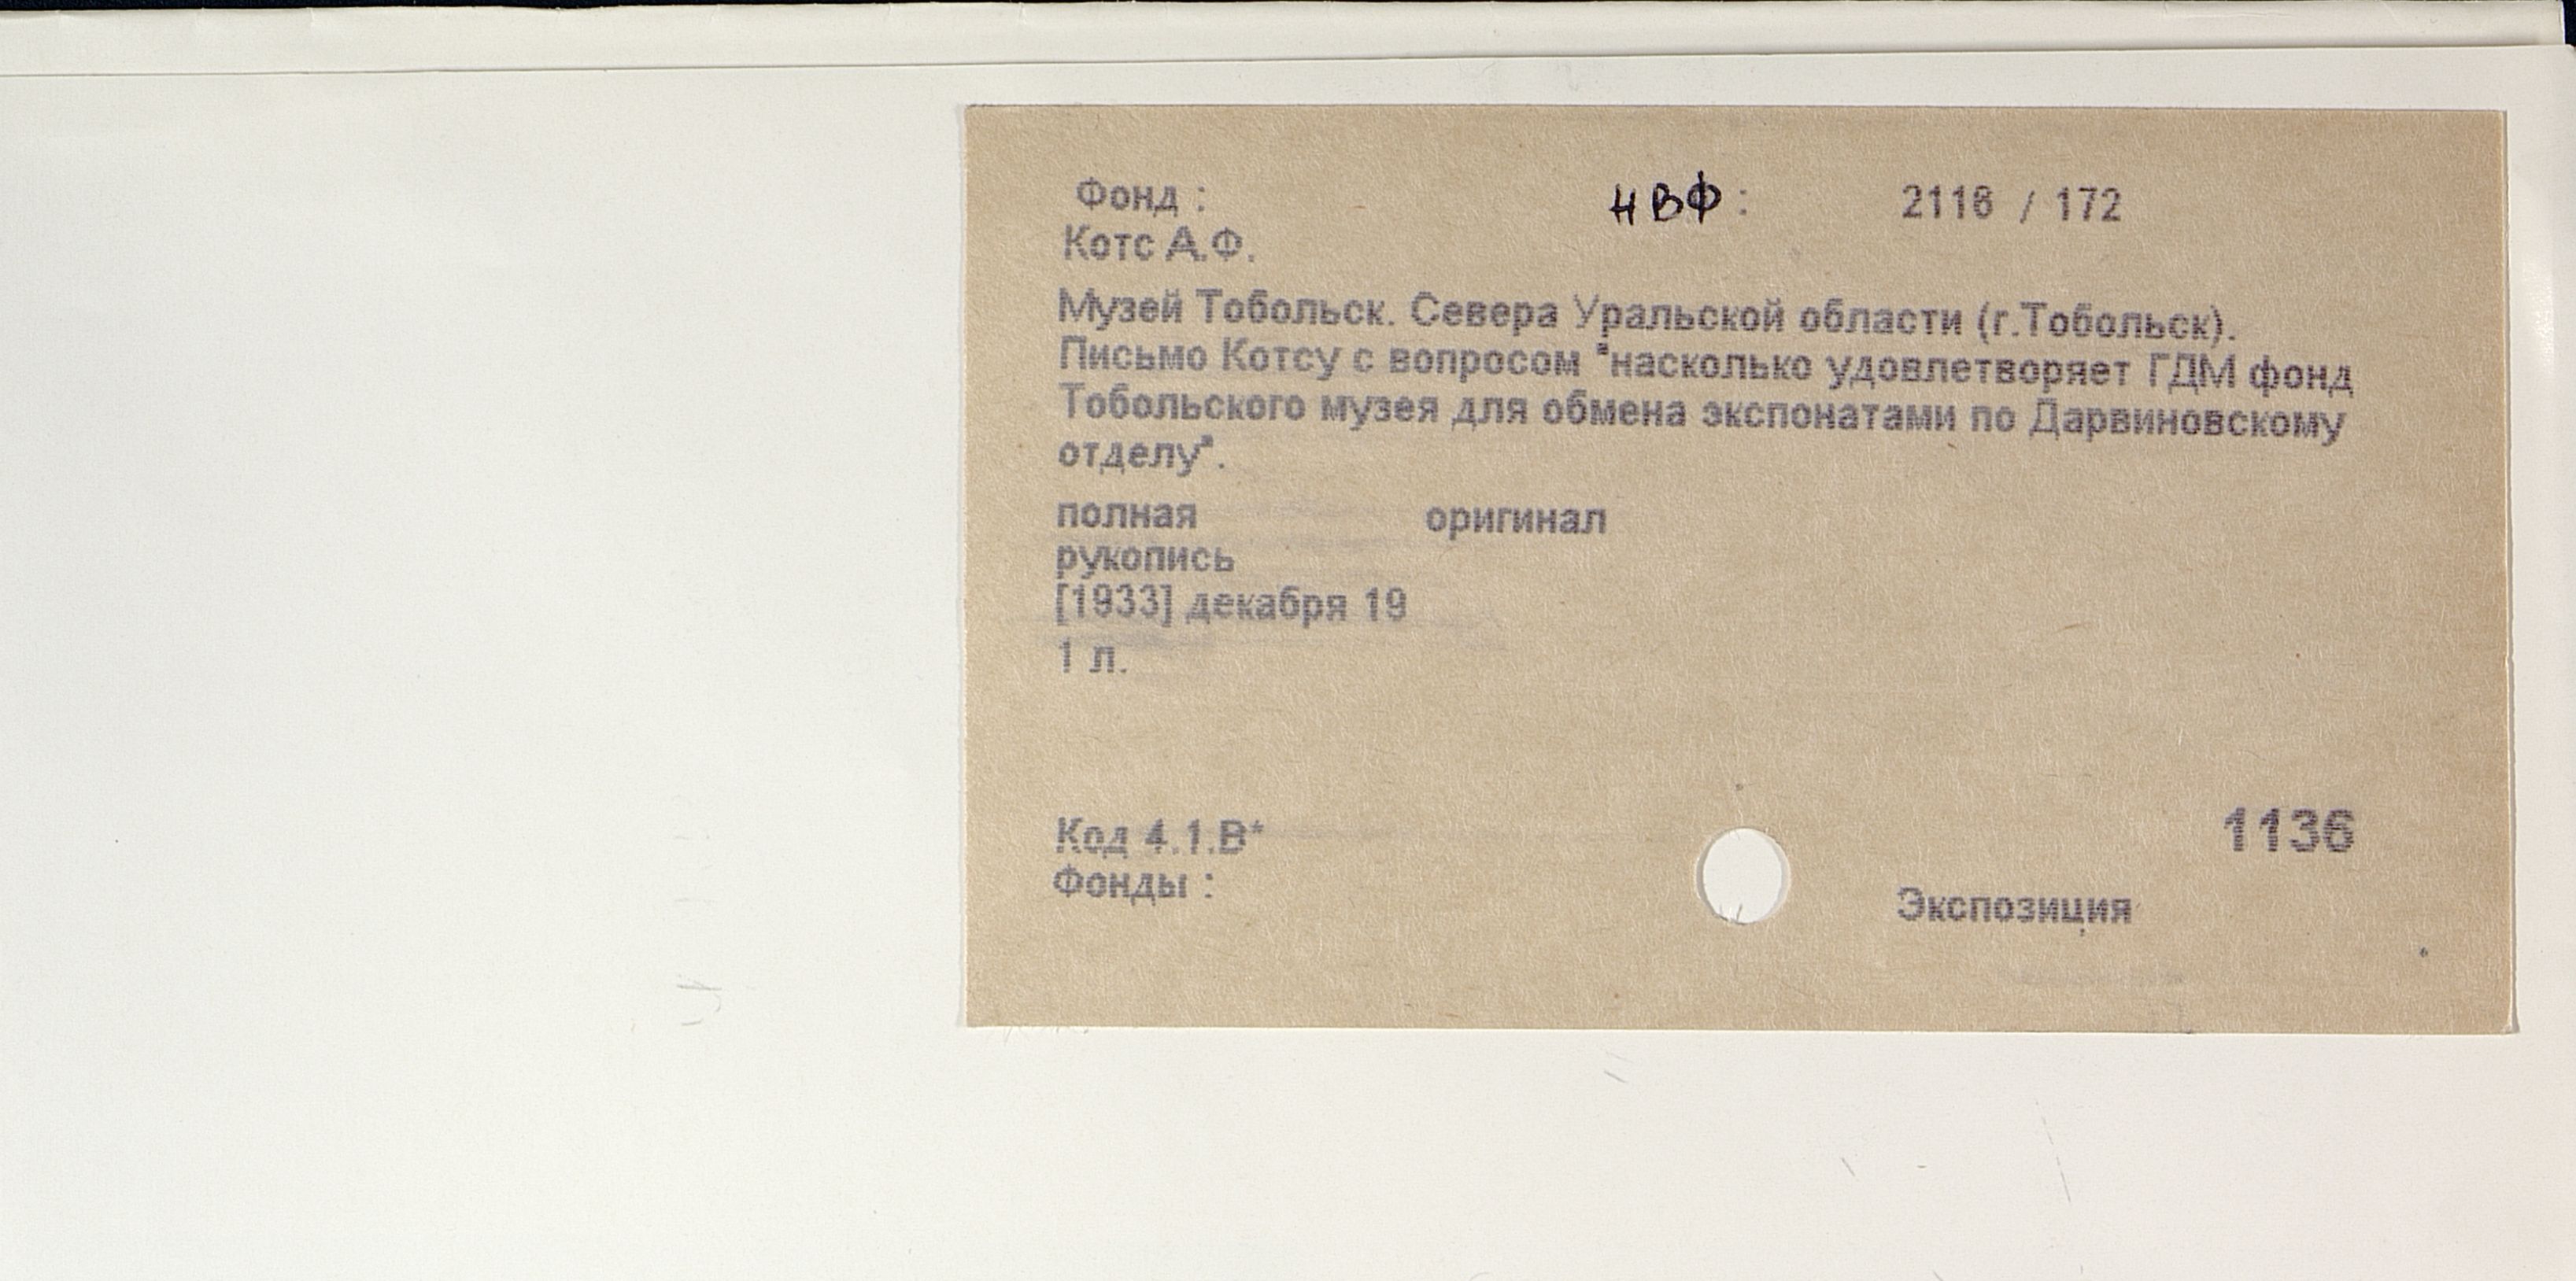 Фонд : НВФ : 2118 / 172
Котс А.Ф.
Музей Тобольск. Севера Уральской области (г.Тобольск).
Письмо Котсу с вопросом "насколько удовлетворяет ГДМ фонд
Тобольского музея для обмена экспонатами по Дарвиновскому
отделу".
полная оригинал
рукопись
[1933] декабря 19
1 л.
Код 4.1.В*
1136
Фонды :
Экспозиция